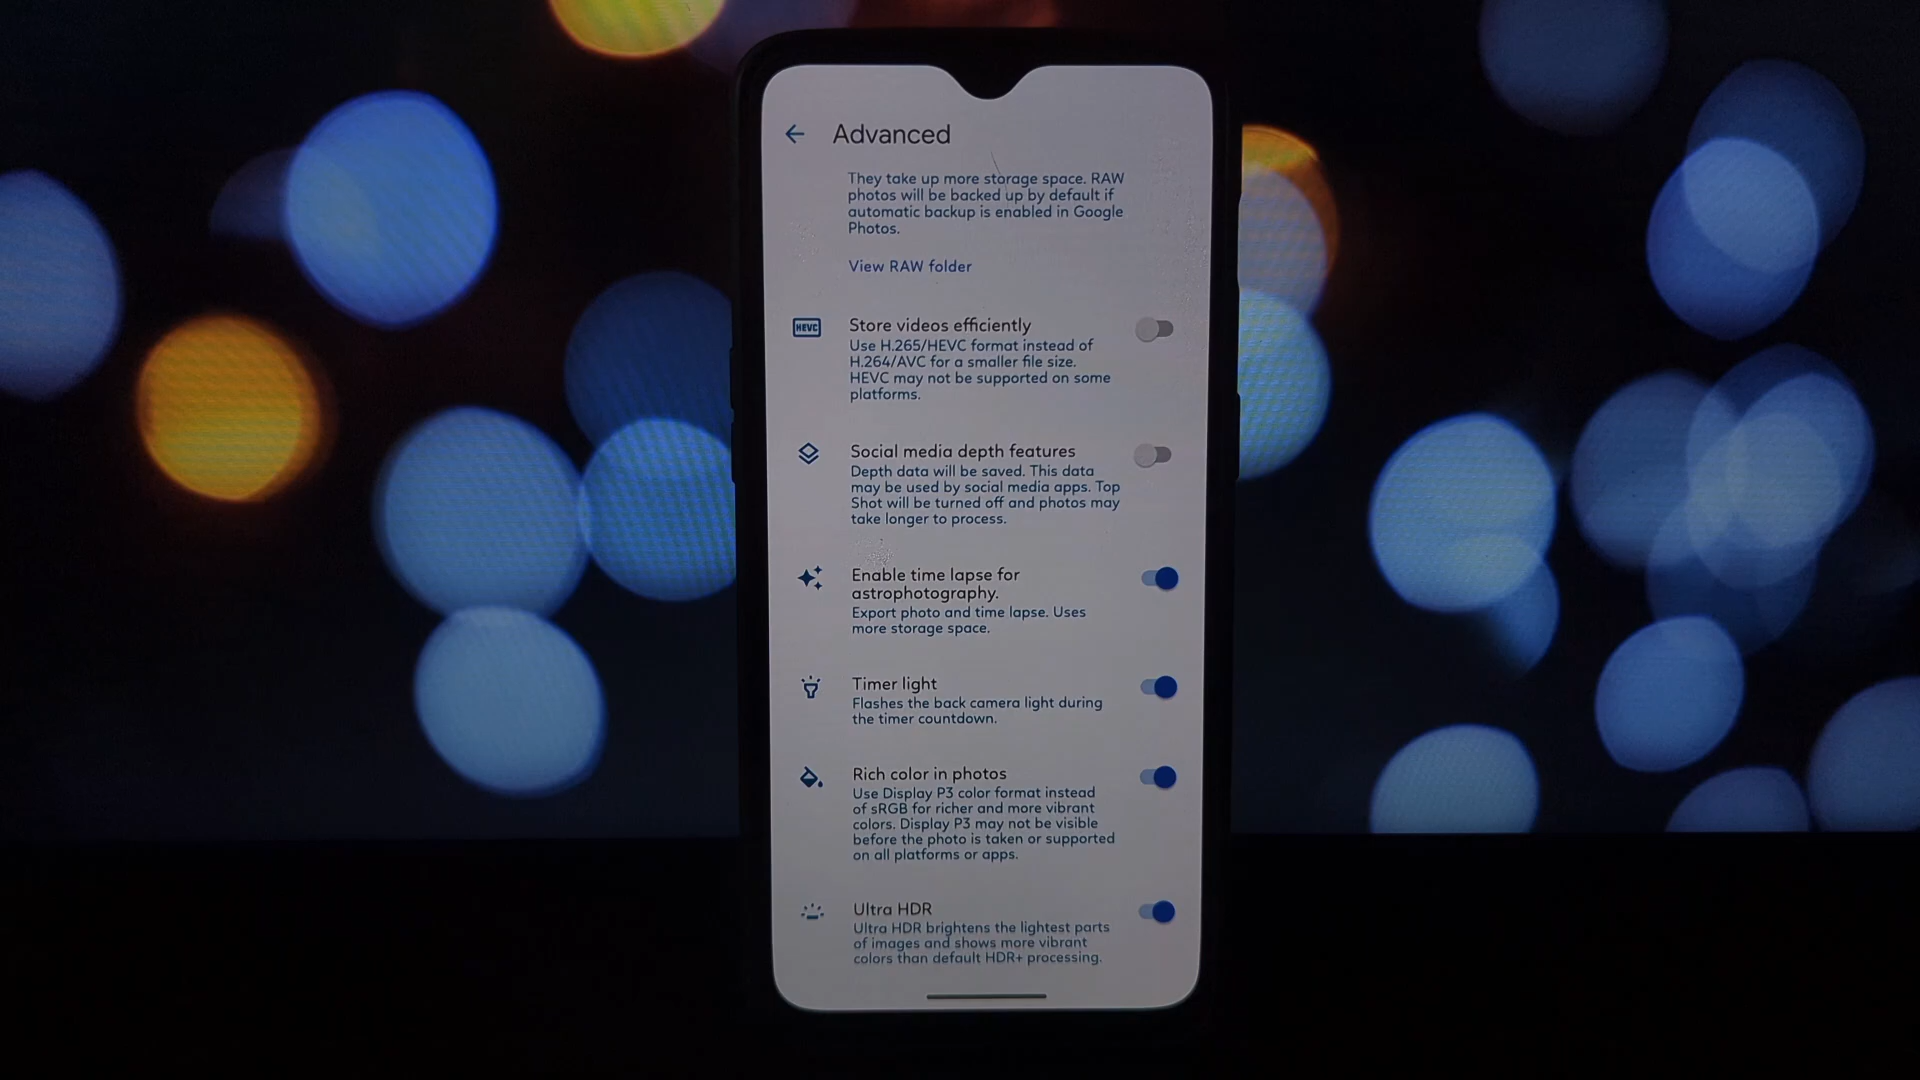 Advanced
They take up more storage space. RAW
photos will be backed up by default if
automatic backup is enabled in Google
Photos.
View RAW folder
HEVC
Store videos efficiently
Use H.265/HEVC format instead of
H.264/AVC for a smaller file size.
HEVC may not be supported on some
platforms.
Social media depth features
Depth data will be saved. This data
may be used by social media apps. Top
Shot will be turned off and photos may
take longer to process.
Enable time lapse for
astrophotography.
Export photo and time lapse. Uses
more storage space.
Timer light
Flashes the back camera light during
the timer countdown.
Rich color in photos
Use Display P3 color format instead
of sRGB for richer and more vibrant
colors. Display P3 may not be visible
before the photo is taken or supported
on all platforms or apps.
Ultra HDR
Ultra HDR brightens the lightest parts
of images and shows more vibrant
colors than default HDR+ processing.